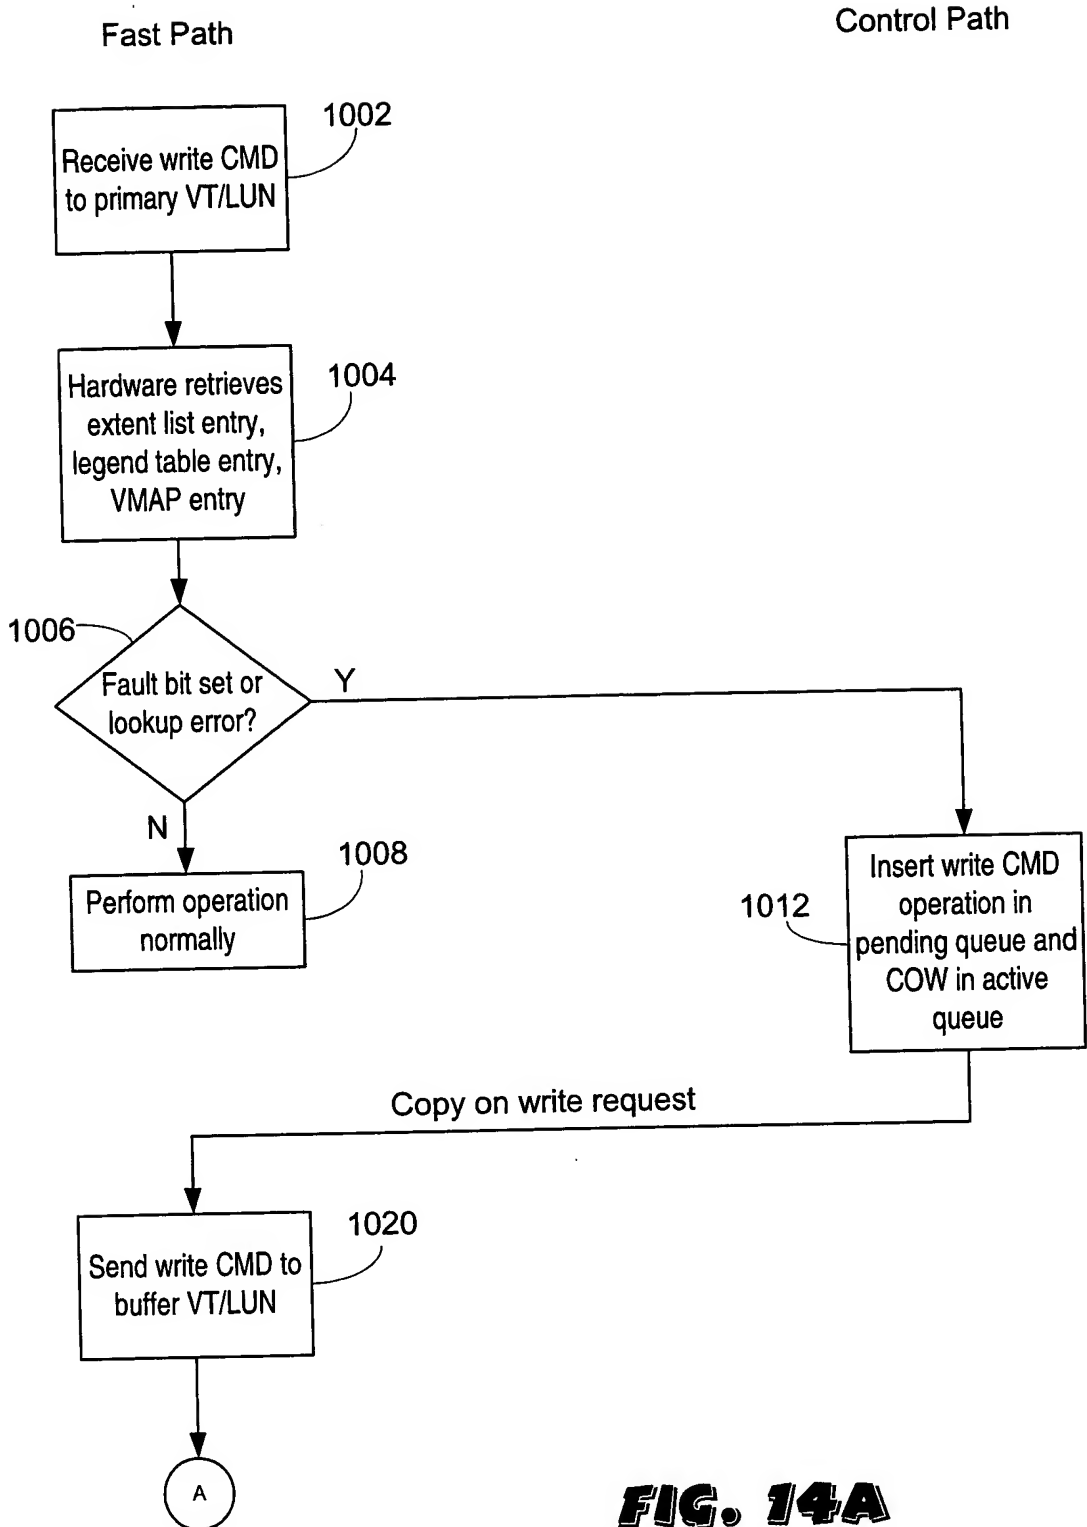 Fast Path
Control Path
1002
Receive write CMD
to primary VT/LUN
1004
Hardware retrieves
extent list entry,
legend table entry,
VMAP entry
1006
Fault bit set or
lookup error?
Y
N
1008
Perform operation
normally
1012
Insert write CMD
operation in
pending queue and
COW in active
queue
Copy on write request
1020
Send write CMD to
buffer VT/LUN
A
FIG. 14A